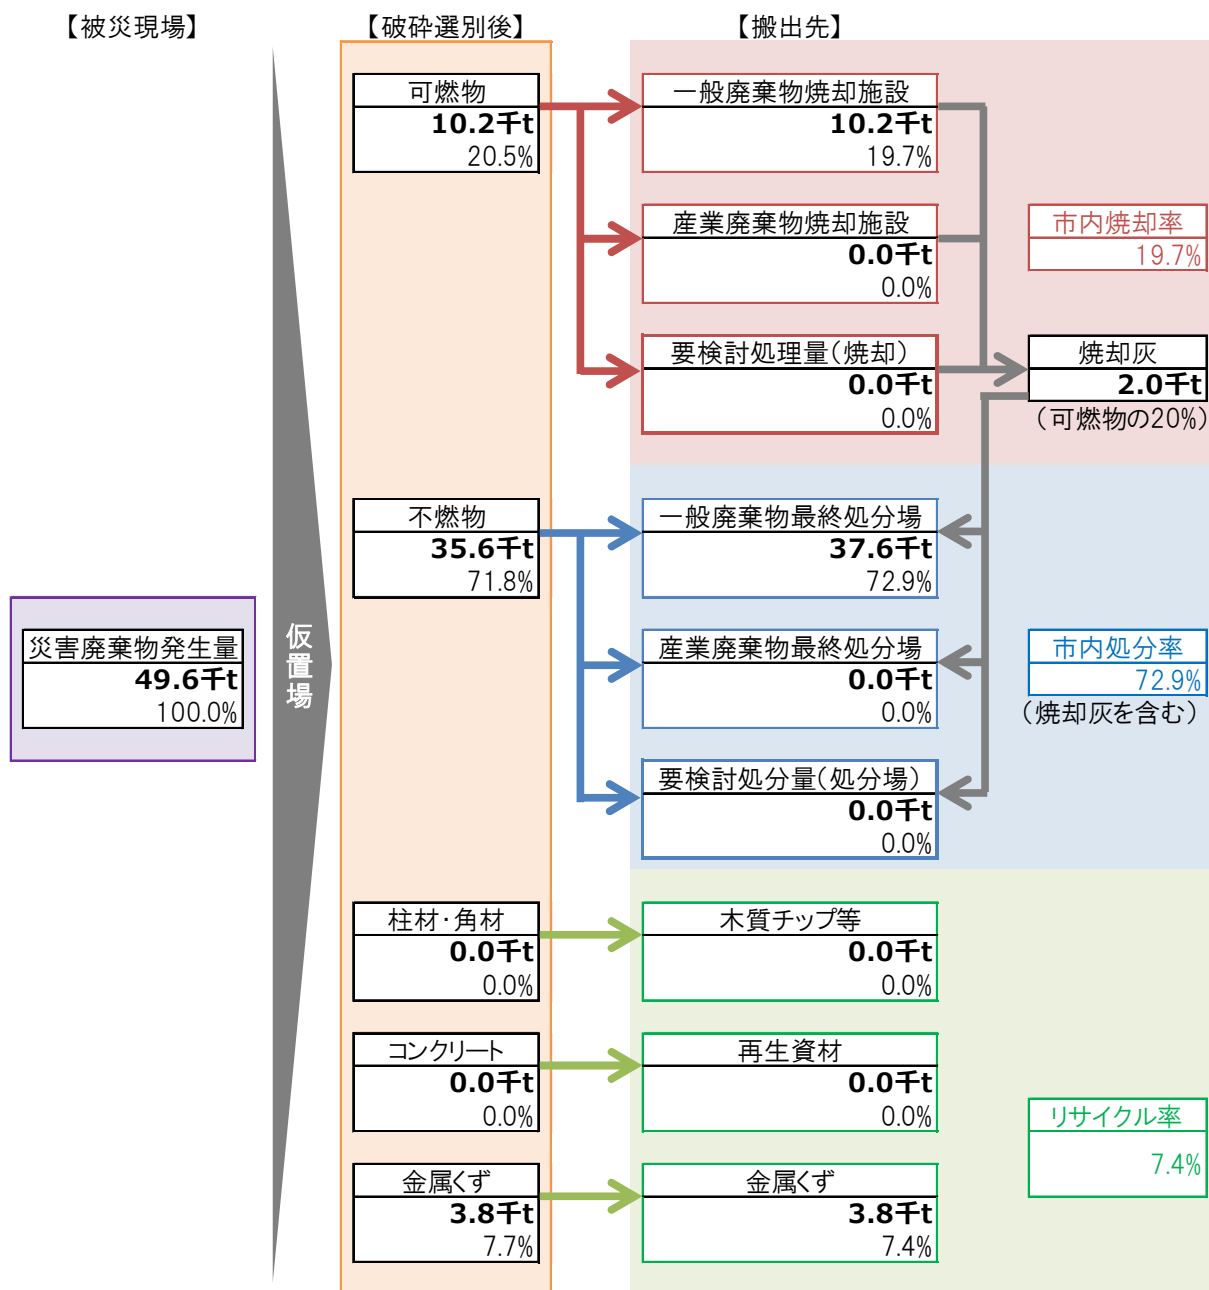 【被災現場】
【破砕選別後】
【搬出先】
可燃物
10.2千t
20.5%
一般廃棄物焼却施設
10.2千t
19.7%
産業廃棄物焼却施設
0.0千t
0.0%
市内焼却率
19.7%
要検討処理量(焼却)
0.0千t
0.0%
焼却灰
2.0千t
(可燃物の20%)
不燃物
35.6千t
71.8%
一般廃棄物最終処分場
37.6千t
72.9%
災害廃棄物発生量
49.6千t
100.0%
仮置場
産業廃棄物最終処分場
0.0千t
0.0%
市内処分率
72.9%
(焼却灰を含む)
要検討処分量(処分場)
0.0千t
0.0%
柱材・角材
0.0千t
0.0%
木質チップ等
0.0千t
0.0%
コンクリート
0.0千t
0.0%
再生資材
0.0千t
0.0%
リサイクル率
7.4%
金属くず
3.8千t
7.7%
金属くず
3.8千t
7.4%